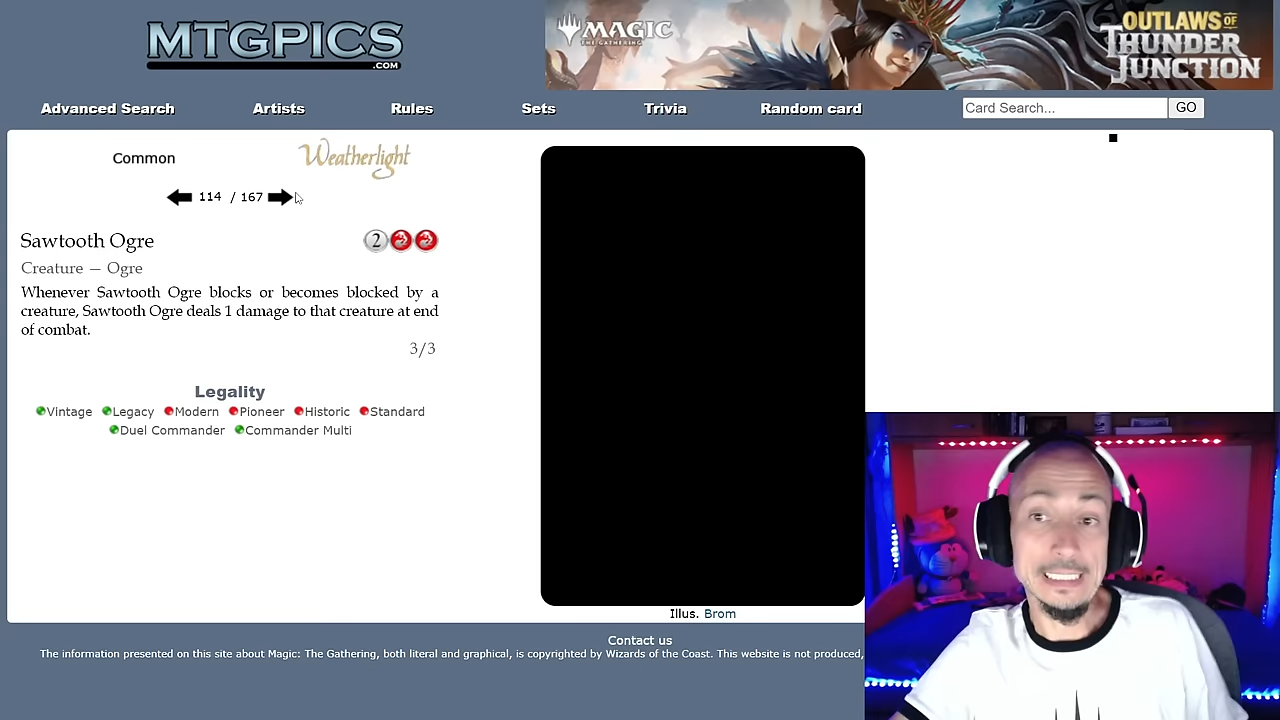 MTGPICS
.COM
MAGIC
THE GATHERING
OUTLAWS OF
THUNDER
JUNCTION
Advanced Search Artists Rules Sets Trivia Random card Card Search... GO
Common Weatherlight
114 / 167
Sawtooth Ogre 2
Creature — Ogre
Whenever Sawtooth Ogre blocks or becomes blocked by a
creature, Sawtooth Ogre deals 1 damage to that creature at end
of combat.
3/3
Legality
Vintage Legacy Modern Pioneer Historic Standard
Duel Commander Commander Multi
Illus. Brom
Contact us
The information presented on this site about Magic: The Gathering, both literal and graphical, is copyrighted by Wizards of the Coast. This website is not produced,